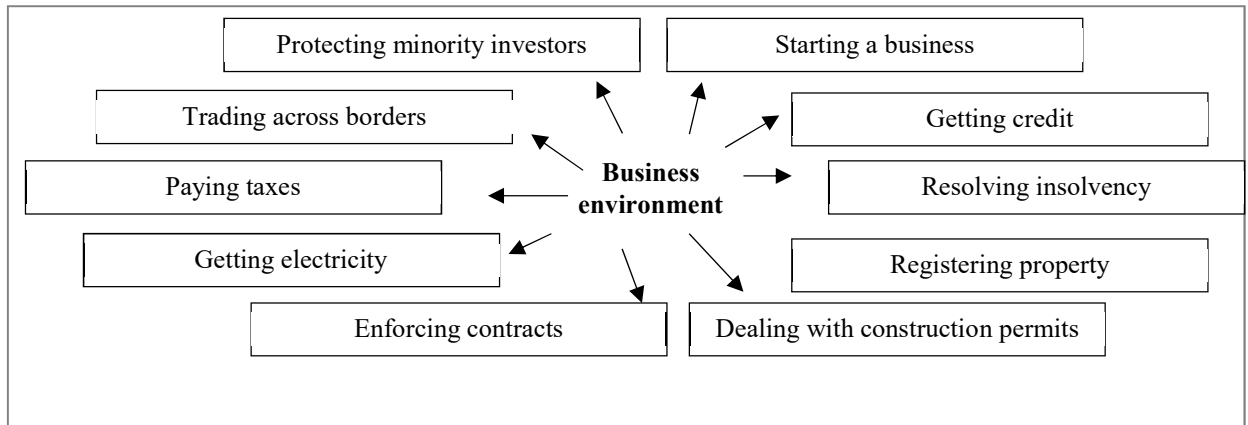 Protecting minority investors
Starting a business
Trading across borders
Getting credit
Business
environment
Paying taxes
Resolving insolvency
Getting electricity
Registering property
Enforcing contracts
Dealing with construction permits